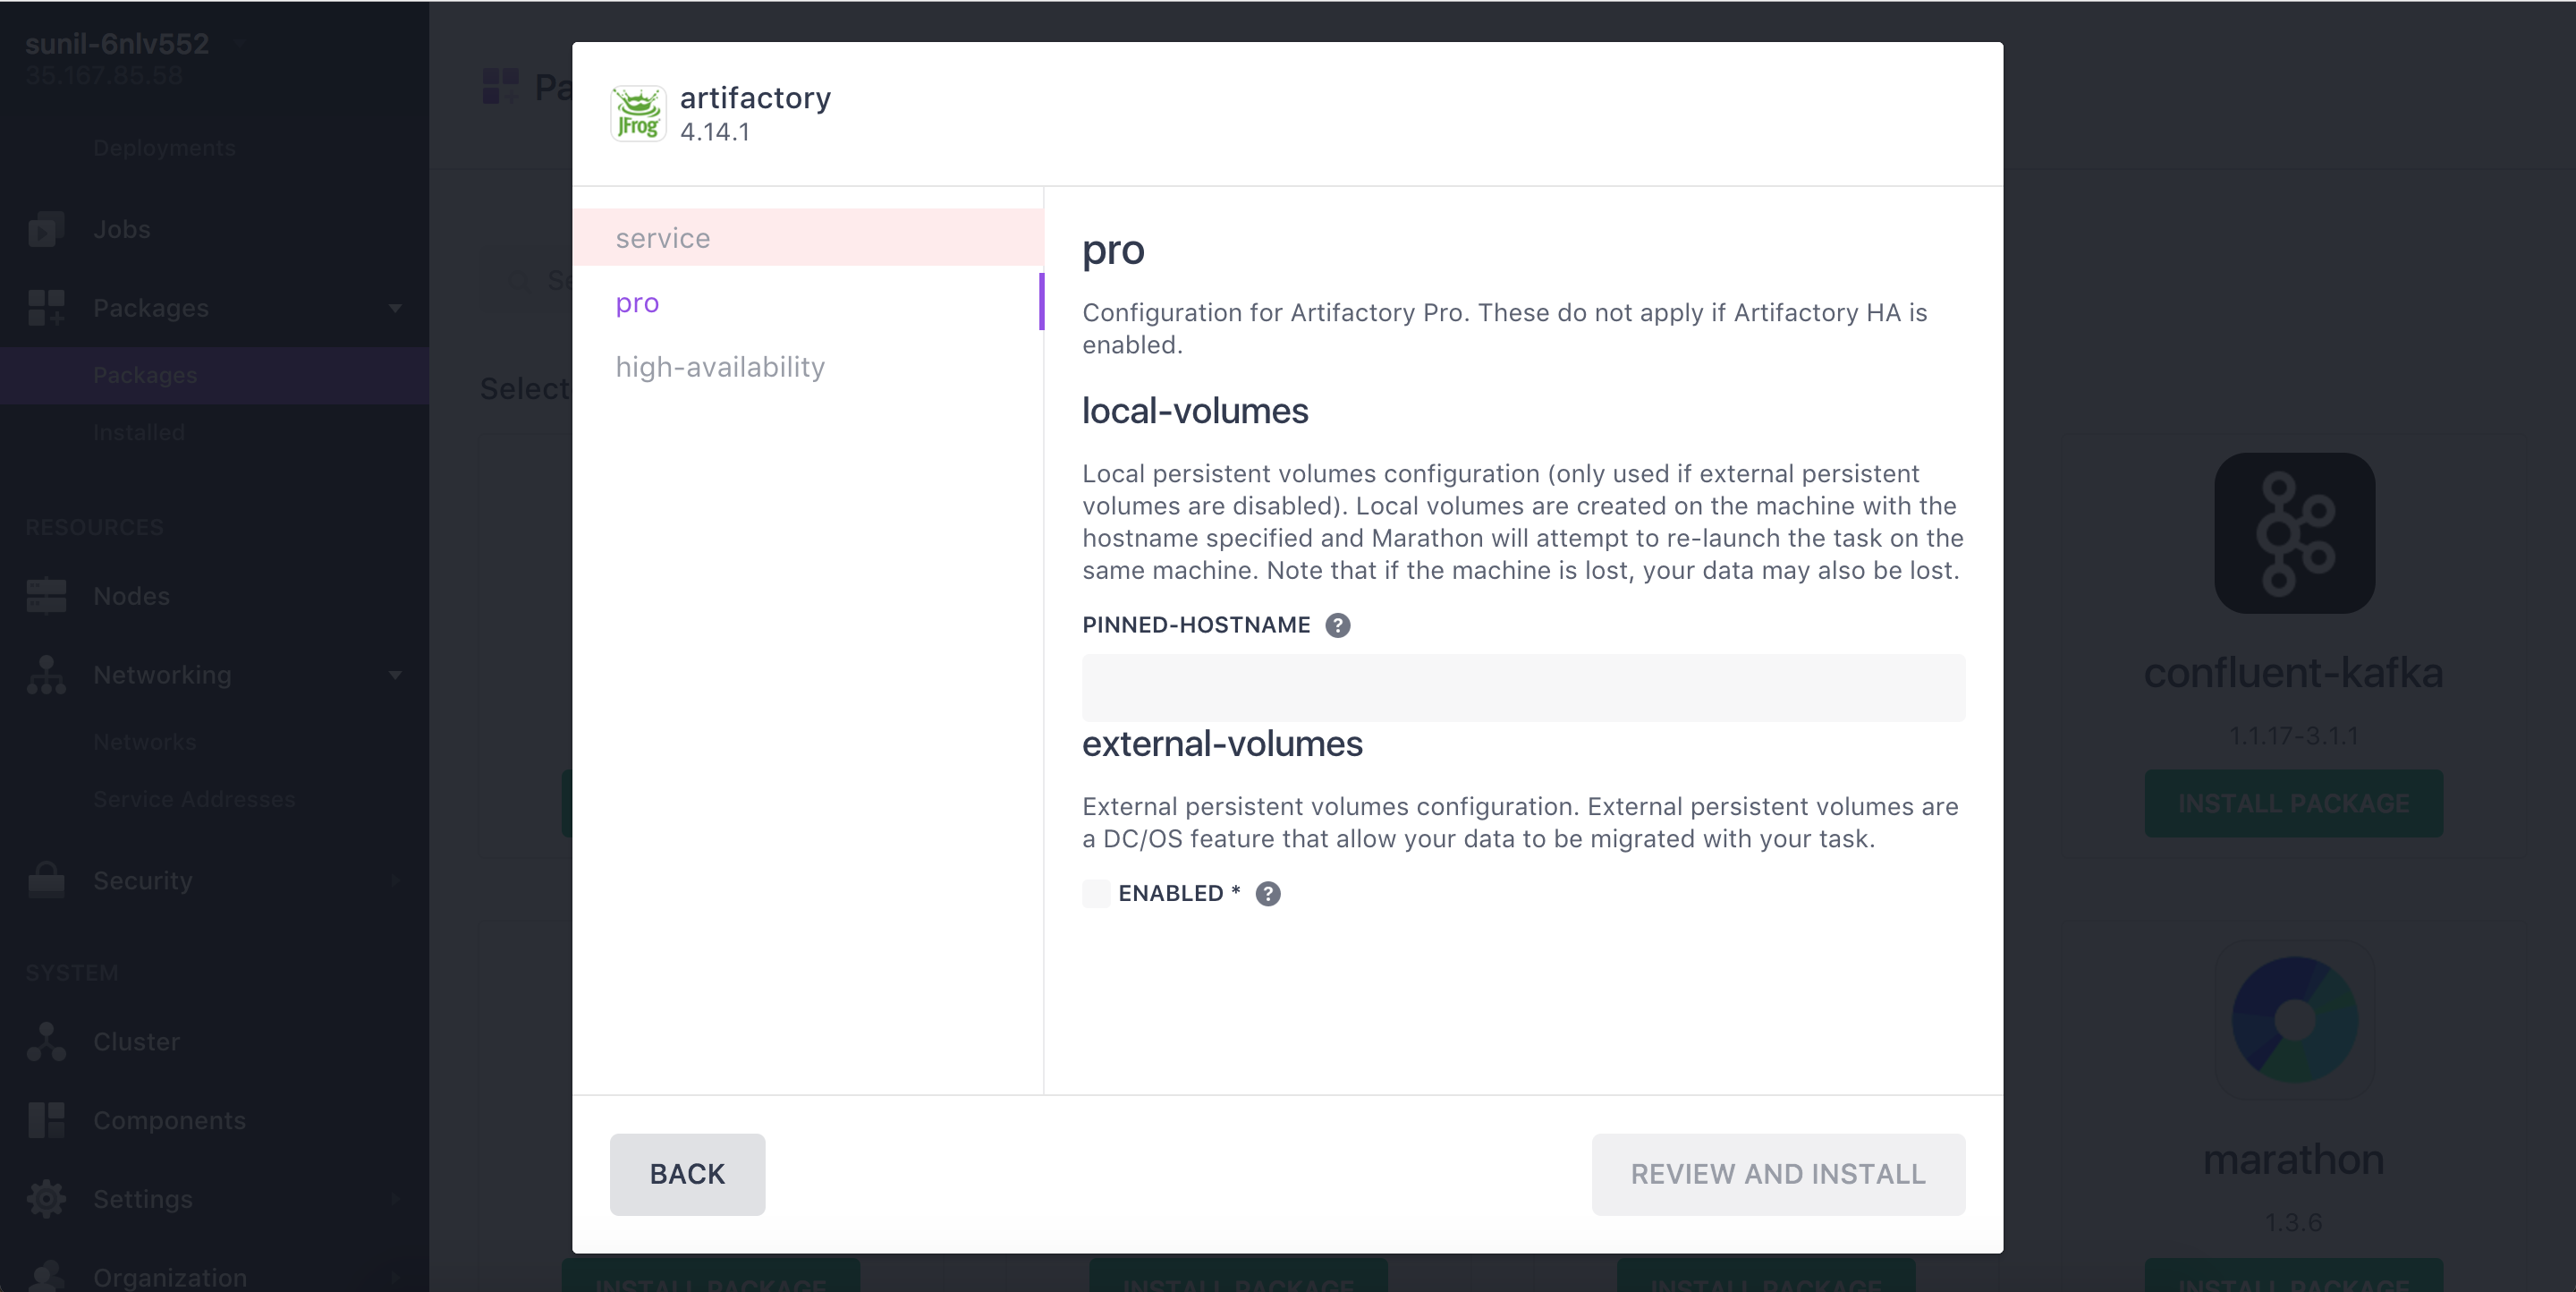 sunil-6nlv552
35.167.85.58
Deployments
Jobs
Packages
Packages
Installed
RESOURCES
Nodes
Networking
Networks
Service Addresses
Security
SYSTEM
Cluster
Components
Settings
Organization
Pa
Se
Select
JFrog
artifactory
4.14.1
service
pro
high-availability
pro
Configuration for Artifactory Pro. These do not apply if Artifactory HA is
enabled.
local-volumes
Local persistent volumes configuration (only used if external persistent
volumes are disabled). Local volumes are created on the machine with the
hostname specified and Marathon will attempt to re-launch the task on the
same machine. Note that if the machine is lost, your data may also be lost.
PINNED-HOSTNAME ?
external-volumes
External persistent volumes configuration. External persistent volumes are
a DC/OS feature that allow your data to be migrated with your task.
ENABLED * ?
BACK
REVIEW AND INSTALL
confluent-kafka
1.1.17-3.1.1
INSTALL PACKAGE
marathon
1.3.6
INSTALL PACKAGE
INSTALL PACKAGE
INSTALL PACKAGE
INSTALL PACKAGE